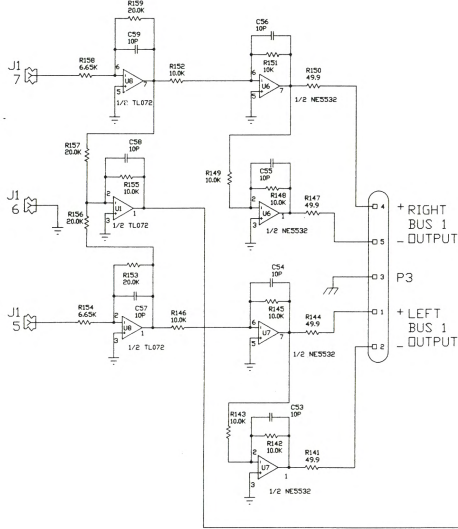 R159
20.0K
C59
10P
J1
7
R158
6.65K
6
5
U8
7
1/2 TL072
R152
10.0K
C56
10P
R151
10K
6
5
U6
7
1/2 NE5532
R150
49.9
R157
20.0K
C58
10P
R155
10.0K
2
3
U1
1
1/2 TL072
R149
10.0K
C55
10P
R148
10.0K
2
3
U6
1
1/2 NE5532
R147
49.9
J1
6
R156
20.0K
4
+ RIGHT
BUS 1
5
- OUTPUT
3
P3
1
+ LEFT
BUS 1
2
- OUTPUT
R153
20.0K
C57
10P
J1
5
R154
6.65K
2
3
U8
1
1/2 TL072
R146
10.0K
C54
10P
R145
10.0K
6
5
U7
7
1/2 NE5532
R144
49.9
R143
10.0K
C53
10P
R142
10.0K
2
3
U7
1
1/2 NE5532
R141
49.9